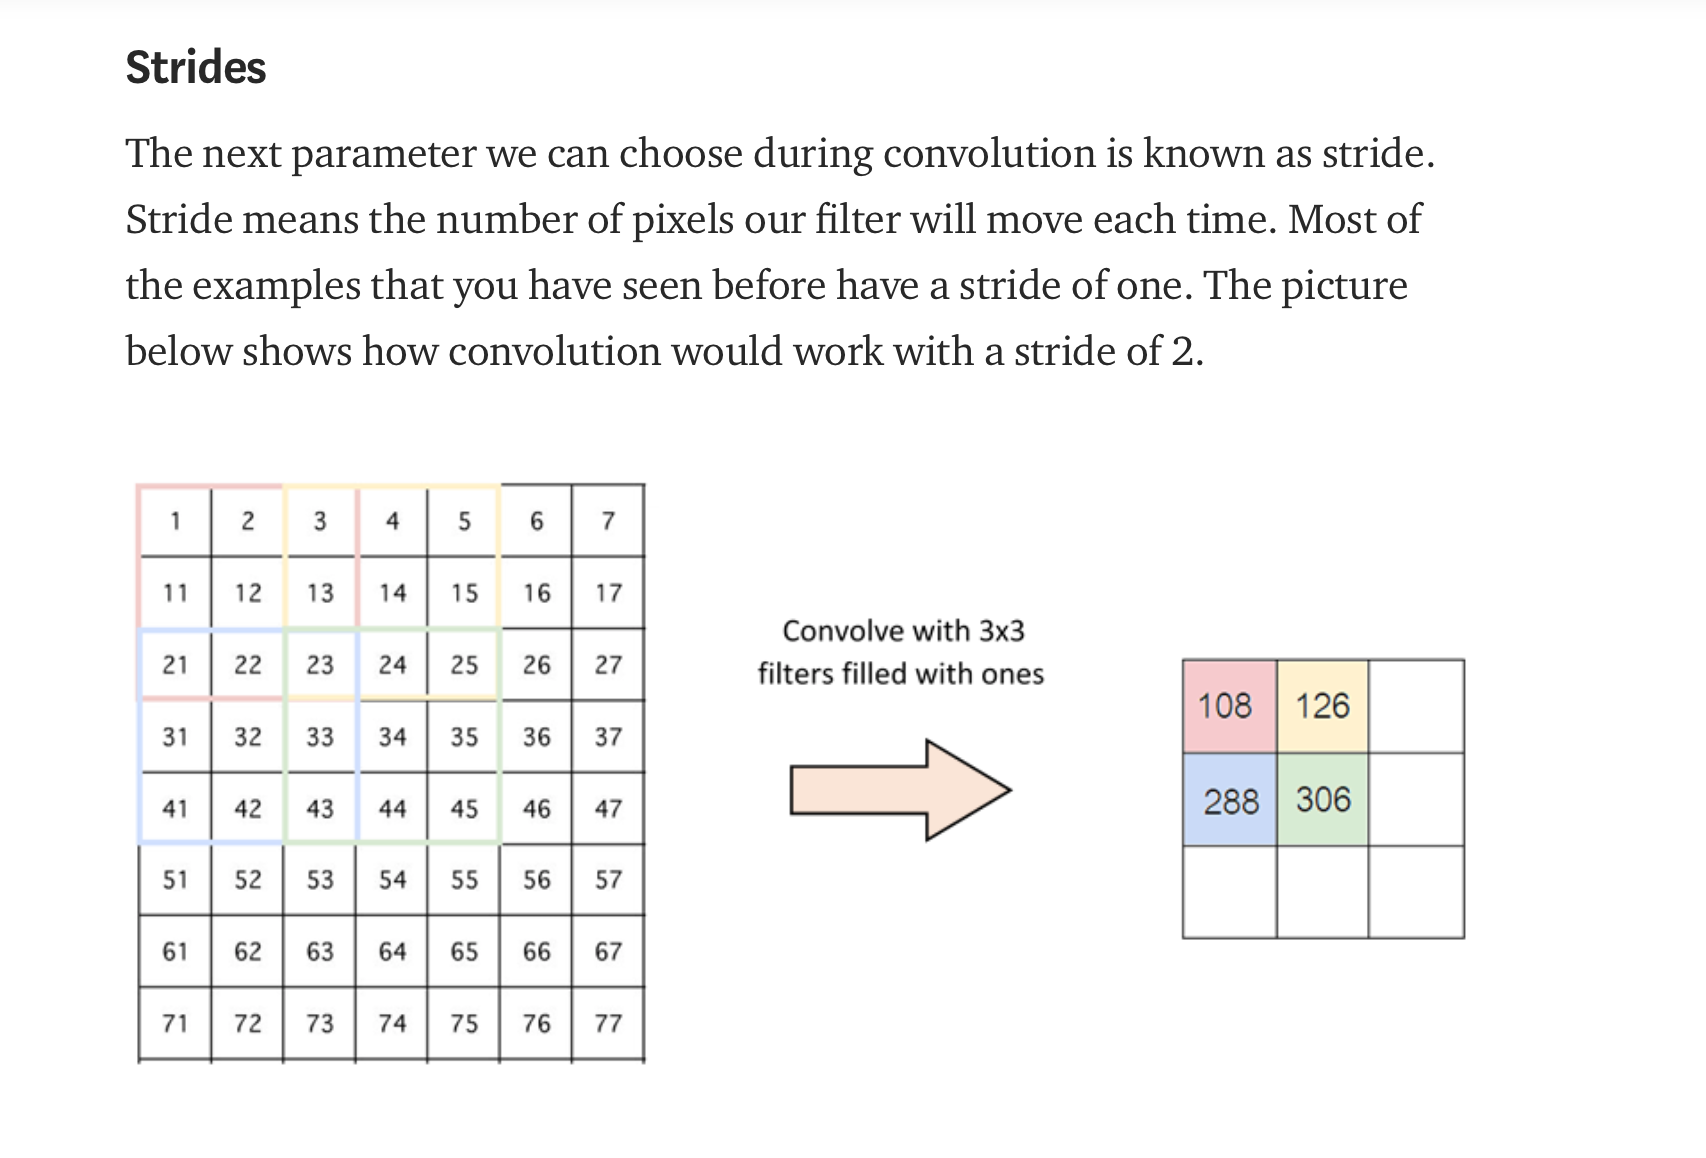 Strides
The next parameter we can choose during convolution is known as stride.
Stride means the number of pixels our filter will move each time. Most of
the examples that you have seen before have a stride of one. The picture
below shows how convolution would work with a stride of 2.
1 2 3 4 5 6 7
11 12 13 14 15 16 17
21 22 23 24 25 26 27
31 32 33 34 35 36 37
41 42 43 44 45 46 47
51 52 53 54 55 56 57
61 62 63 64 65 66 67
71 72 73 74 75 76 77
Convolve with 3x3
filters filled with ones
108 126
288 306